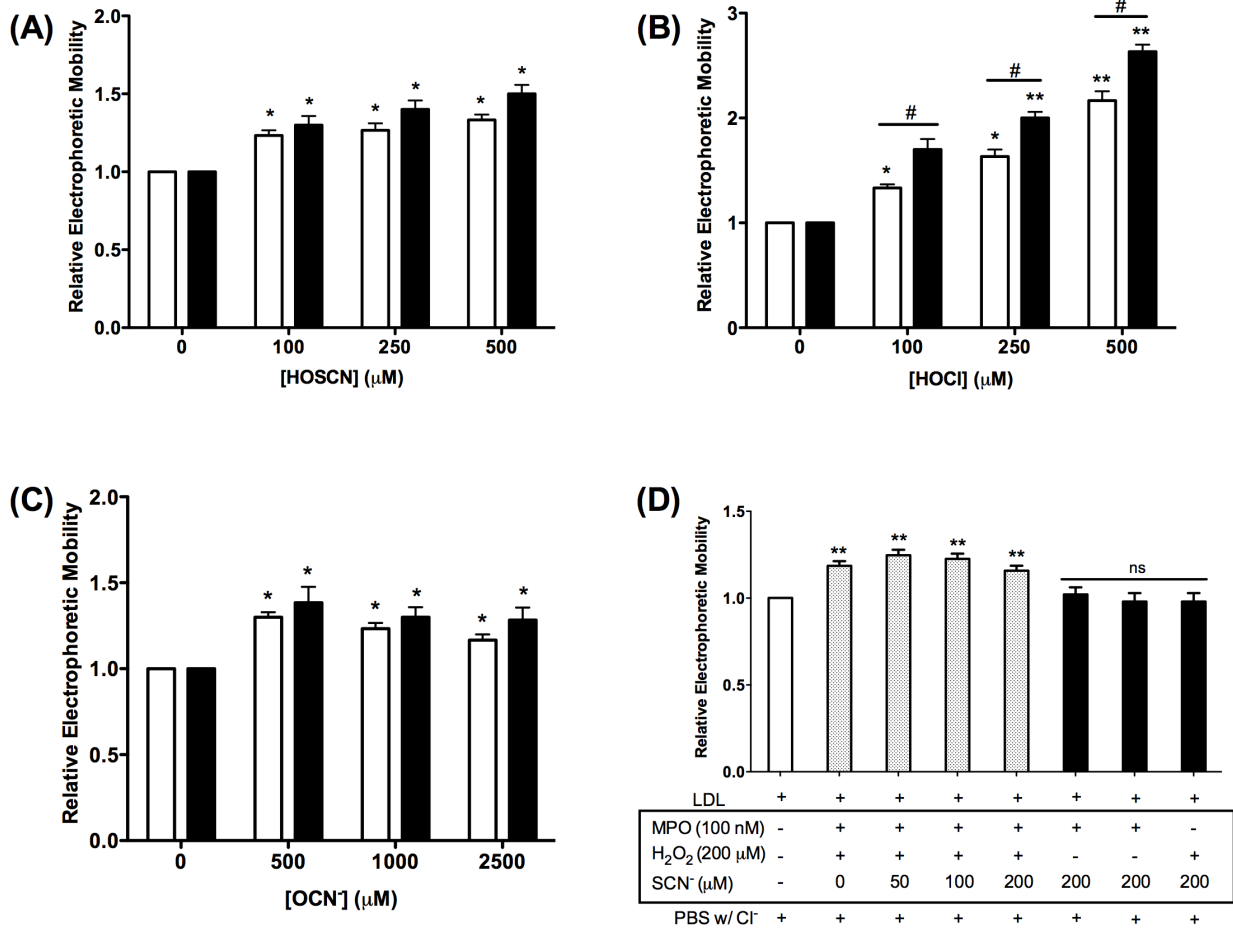 (A)
Relative Electrophoretic Mobility
2.0
1.5
1.0
0.5
0.0
* * * * * *
0 100 250 500
[HOSCN] (μM)
(B)
Relative Electrophoretic Mobility
3
2
1
0
# # #
* * ** ** **
0 100 250 500
[HOCl] (μM)
(C)
Relative Electrophoretic Mobility
2.0
1.5
1.0
0.5
0.0
* * * * * *
0 500 1000 2500
[OCN⁻] (μM)
(D)
Relative Electrophoretic Mobility
1.5
1.0
0.5
0.0
** ** ** ** ns
LDL + + + + + + + +
MPO (100 nM) - + + + + + + -
H₂O₂ (200 μM) - + + + + - - +
SCN⁻ (μM) - 0 50 100 200 200 200 200
PBS w/ Cl⁻ + + + + + + + +